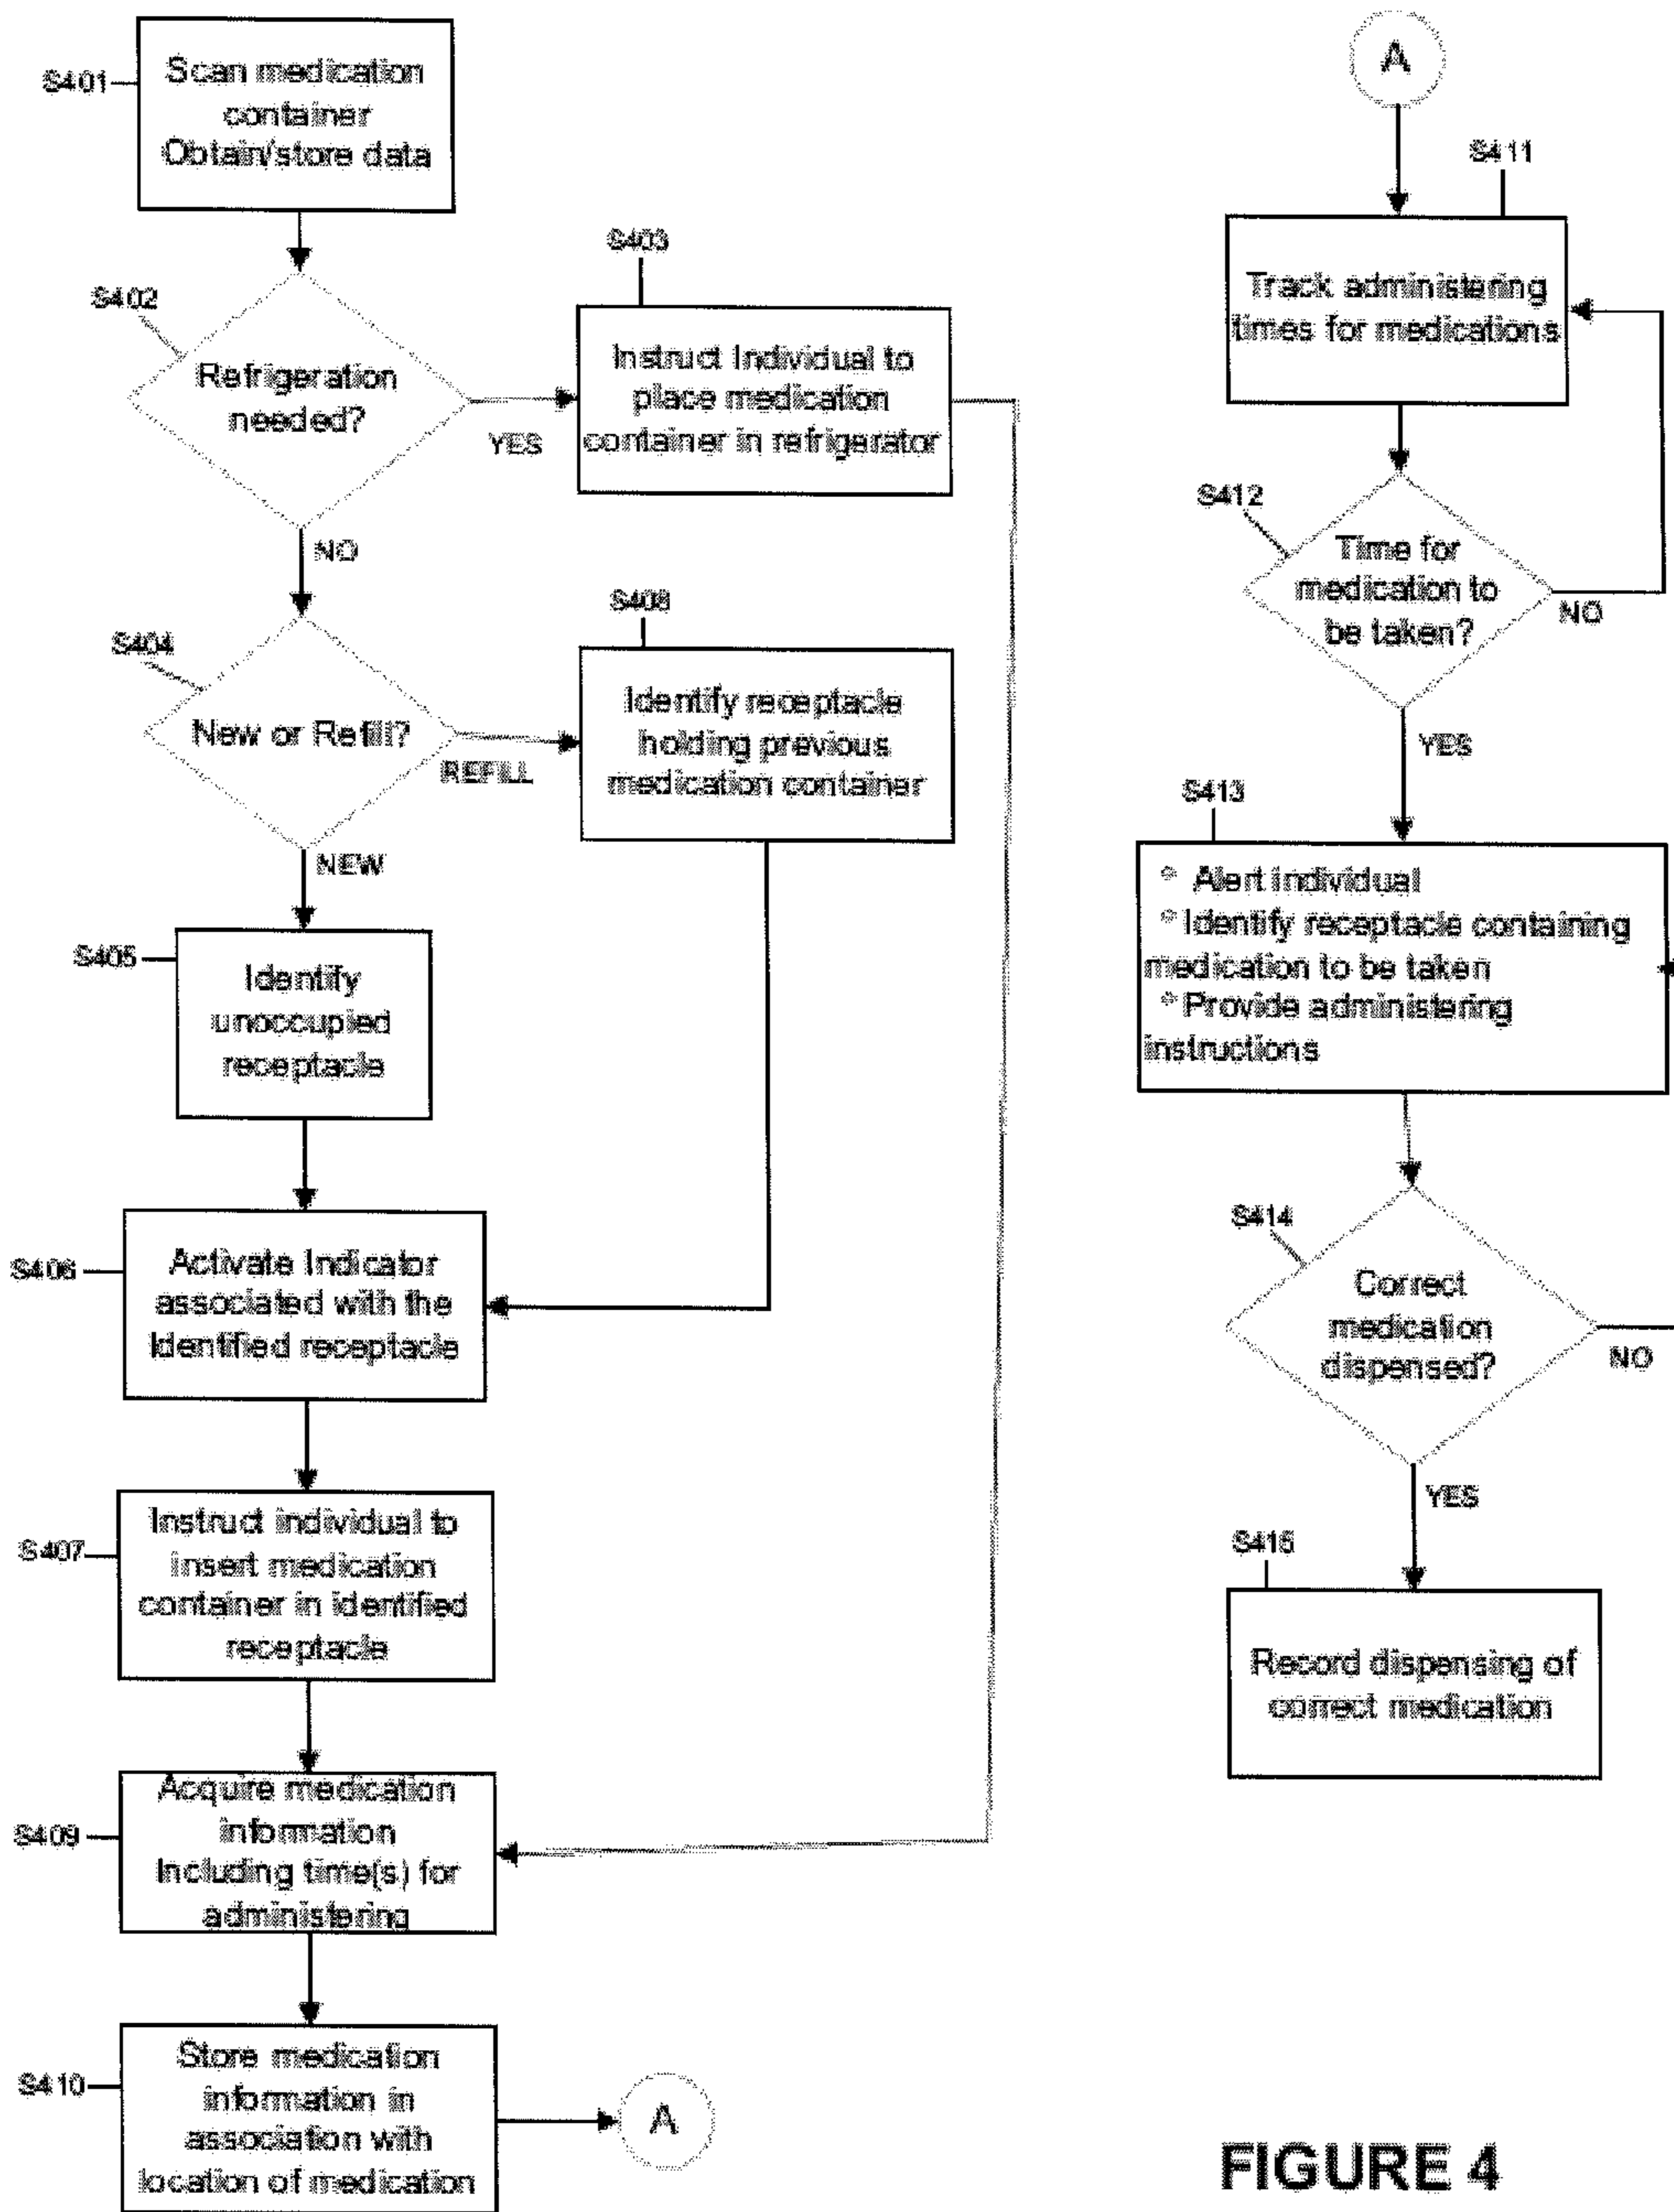 S401
Scan medication
container
Obtain/store data
S402
Refrigeration
needed?
YES
NO
S403
Instruct Individual to
place medication
container in refrigerator
S404
New or Refill?
REFILL
NEW
S408
Identify receptacle
holding previous
medication container
S405
Identify
unoccupied
receptacle
S406
Activate Indicator
associated with the
Identified receptacle
S407
Instruct individual to
insert medication
container in identified
receptacle
S409
Acquire medication
information
Including time(s) for
administering
S410
Store medication
information in
association with
location of medication
A
A
S411
Track administering
times for medications
S412
Time for
medication to
be taken?
NO
YES
S413
° Alert individual
° Identify receptacle containing
medication to be taken
° Provide administering
instructions
S414
Correct
medication
dispensed?
NO
YES
S415
Record dispensing of
correct medication
FIGURE 4